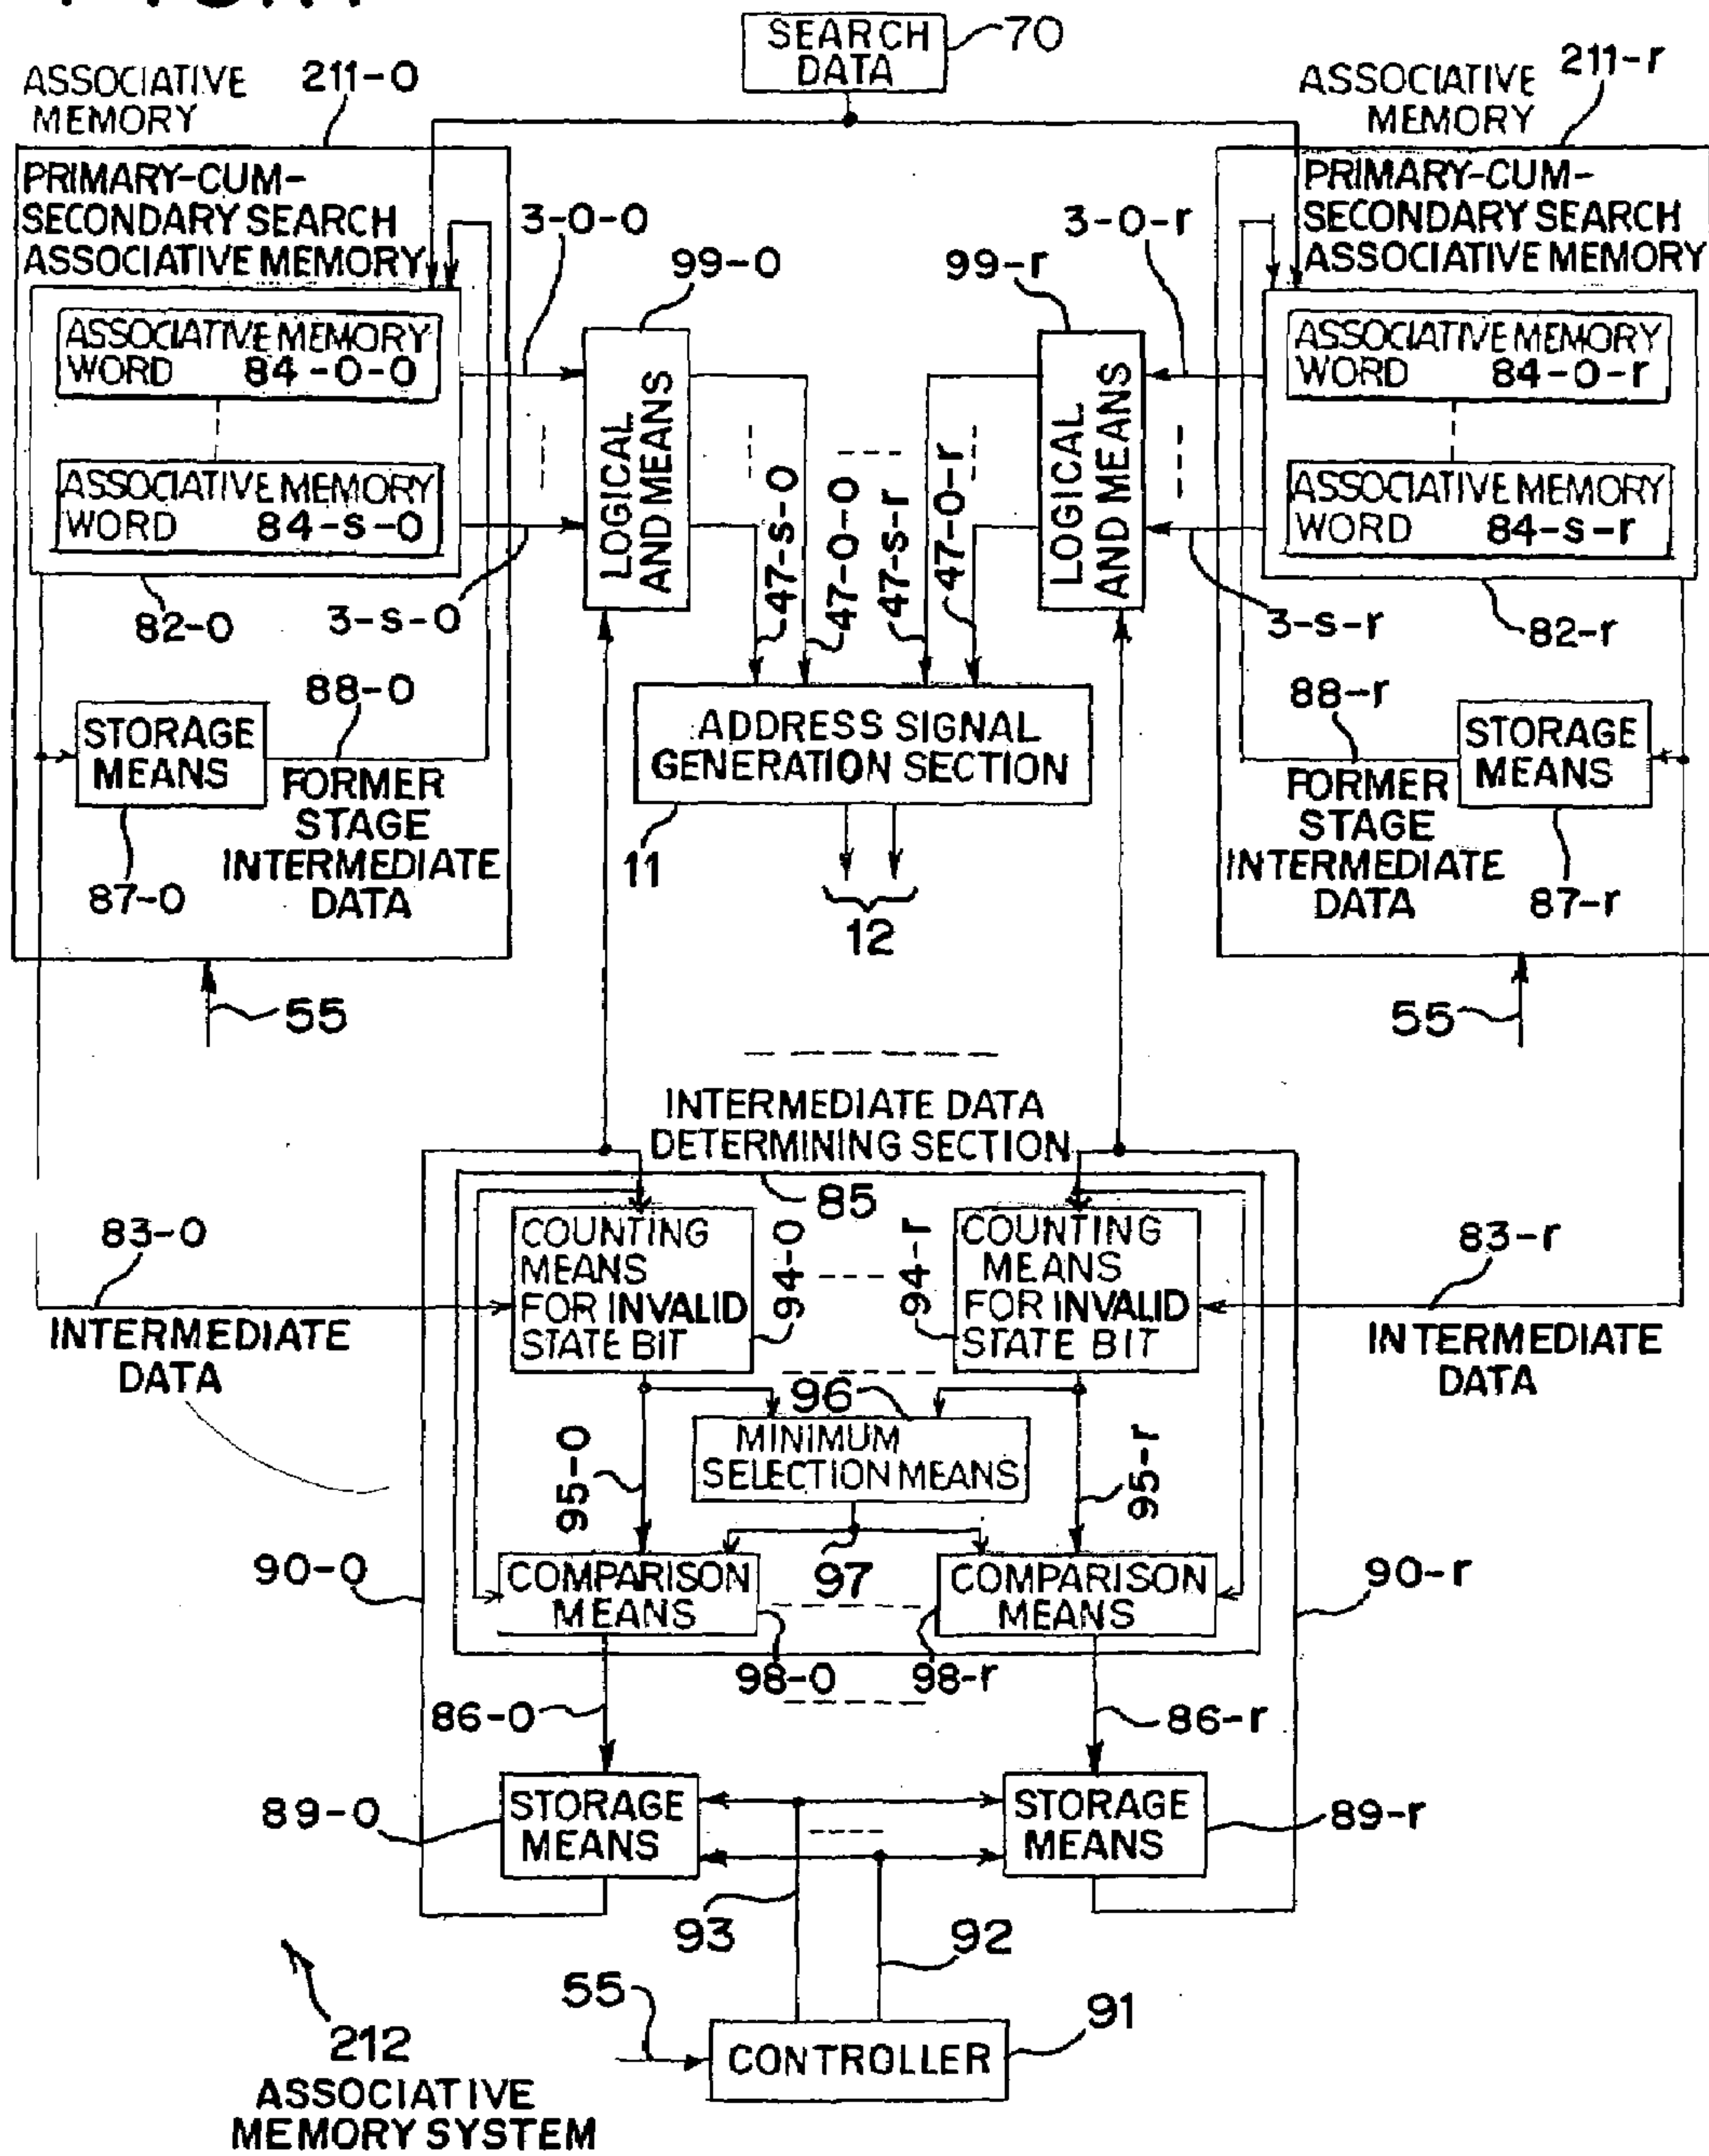 SEARCH
DATA
70
ASSOCIATIVE
MEMORY
211-0
ASSOCIATIVE
MEMORY
211-r
PRIMARY-CUM-
SECONDARY SEARCH
ASSOCIATIVE MEMORY
PRIMARY-CUM-
SECONDARY SEARCH
ASSOCIATIVE MEMORY
3-0-0
99-0
3-0-r
99-r
ASSOCIATIVE MEMORY
WORD 84-0-0
ASSOCIATIVE MEMORY
WORD 84-s-0
LOGICAL
AND MEANS
LOGICAL
AND MEANS
ASSOCIATIVE MEMORY
WORD 84-0-r
ASSOCIATIVE MEMORY
WORD 84-s-r
47-s-0
47-0-0
47-s-r
47-0-r
82-0
3-s-0
3-s-r
82-r
88-0
STORAGE
MEANS
FORMER
STAGE
INTERMEDIATE
DATA
87-0
ADDRESS SIGNAL
GENERATION SECTION
11
12
88-r
STORAGE
MEANS
FORMER
STAGE
INTERMEDIATE
DATA
87-r
55
55
INTERMEDIATE DATA
DETERMINING SECTION
85
83-0
INTERMEDIATE
DATA
COUNTING
MEANS
FOR INVALID
STATE BIT
94-0
94-r
COUNTING
MEANS
FOR INVALID
STATE BIT
83-r
INTERMEDIATE
DATA
96
MINIMUM
SELECTION MEANS
95-0
95-r
90-0
COMPARISON
MEANS
97
COMPARISON
MEANS
90-r
98-0
98-r
86-0
86-r
89-0
STORAGE
MEANS
STORAGE
MEANS
89-r
93
92
55
91
CONTROLLER
212
ASSOCIATIVE
MEMORY SYSTEM